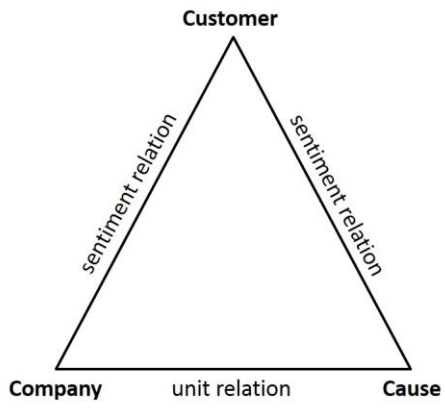 Customer
sentiment relation
sentiment relation
Company
unit relation
Cause